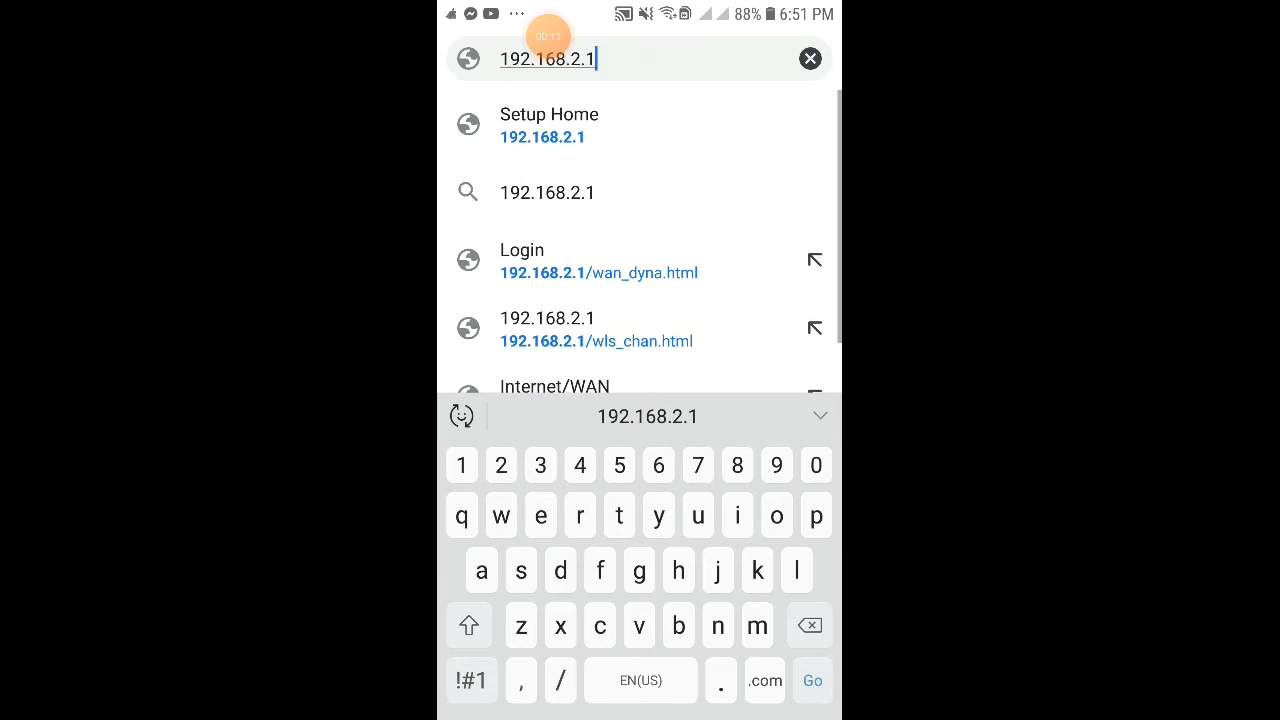 88% 6:51 PM
00:12
192.168.2.1
Setup Home
192.168.2.1
192.168.2.1
Login
192.168.2.1/wan_dyna.html
192.168.2.1
192.168.2.1/wls_chan.html
Internet/WAN
192.168.2.1
1 2 3 4 5 6 7 8 9 0
q w e r t y u i o p
a s d f g h j k l
z x c v b n m
!#1 , / EN(US) . .com Go